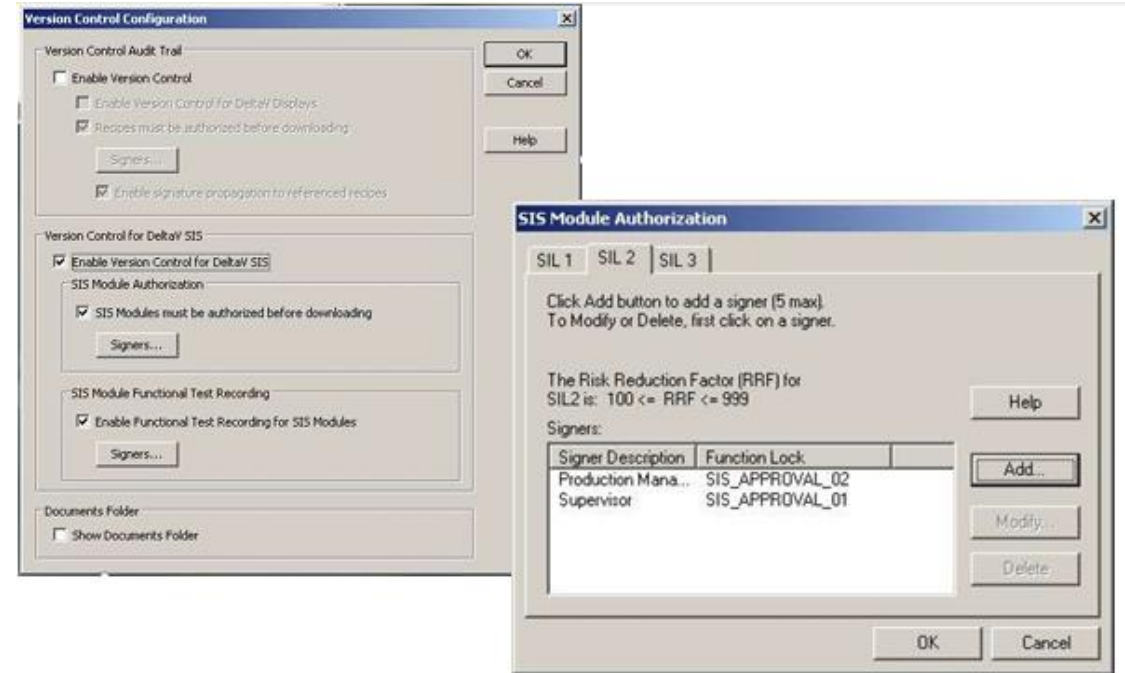 Version Control Configuration
Version Control Audit Trail
Enable Version Control
Enable Version Control for DeltaV Displays
Recipes must be authorized before downloading
Signers...
Enable signature propagation to referenced recipes
OK
Cancel
Help
Version Control for DeltaV SIS
Enable Version Control for DeltaV SIS
SIS Module Authorization
SIS Modules must be authorized before downloading
Signers...
SIS Module Functional Test Recording
Enable Functional Test Recording for SIS Modules
Signers...
Documents Folder
Show Documents Folder
SIS Module Authorization
SIL 1 SIL 2 SIL 3
Click Add button to add a signer (5 max).
To Modify or Delete, first click on a signer.
The Risk Reduction Factor (RRF) for
SIL2 is: 100 <= RRF <= 999
Signers:
Signer Description Function Lock
Production Mana... SIS_APPROVAL_02
Supervisor SIS_APPROVAL_01
Help
Add...
Modify...
Delete
OK Cancel